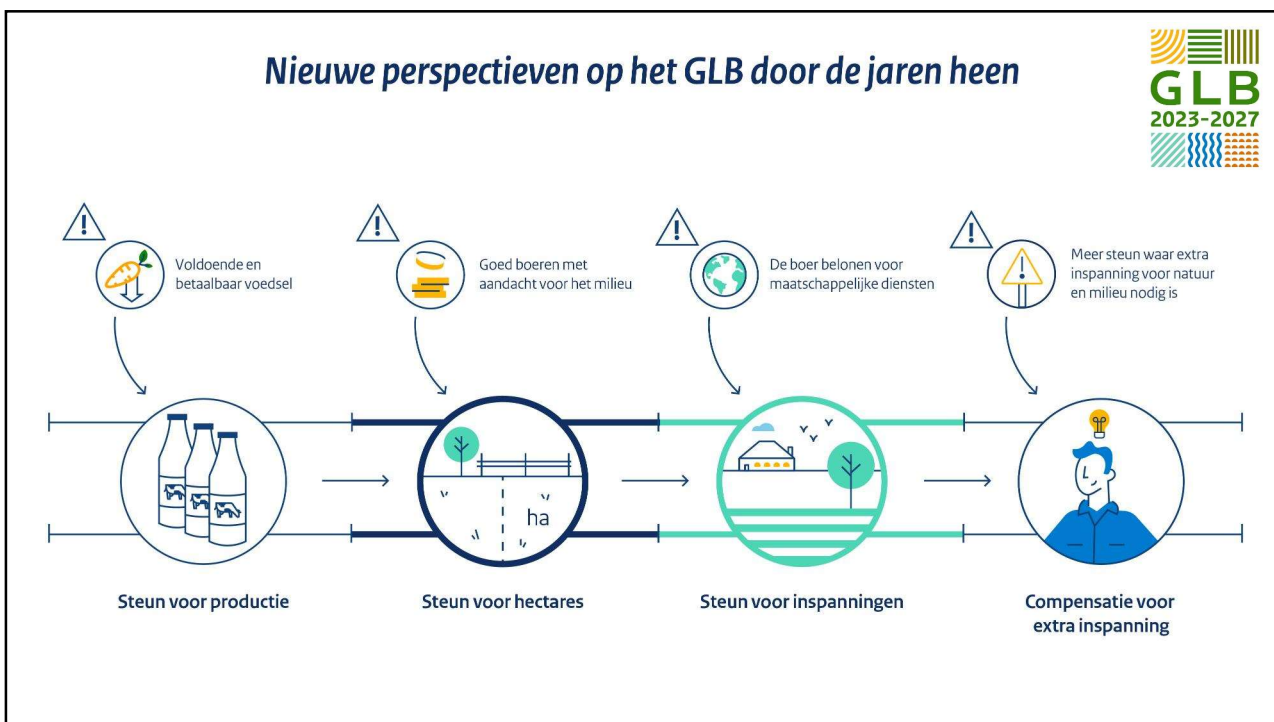 Nieuwe perspectieven op het GLB door de jaren heen
GLB
2023-2027
!
Voldoende en
betaalbaar voedsel
!
Goed boeren met
aandacht voor het milieu
!
De boer belonen voor
maatschappelijke diensten
!
!
Meer steun waar extra
inspanning voor natuur
en milieu nodig is
ha
Steun voor productie
Steun voor hectares
Steun voor inspanningen
Compensatie voor
extra inspanning